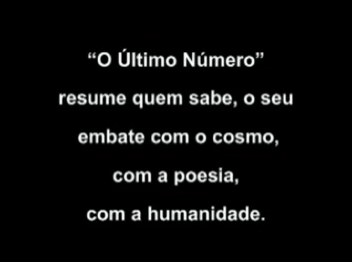 “O Último Número”
resume quem sabe, o seu
embate com o cosmo,
com a poesia,
com a humanidade.